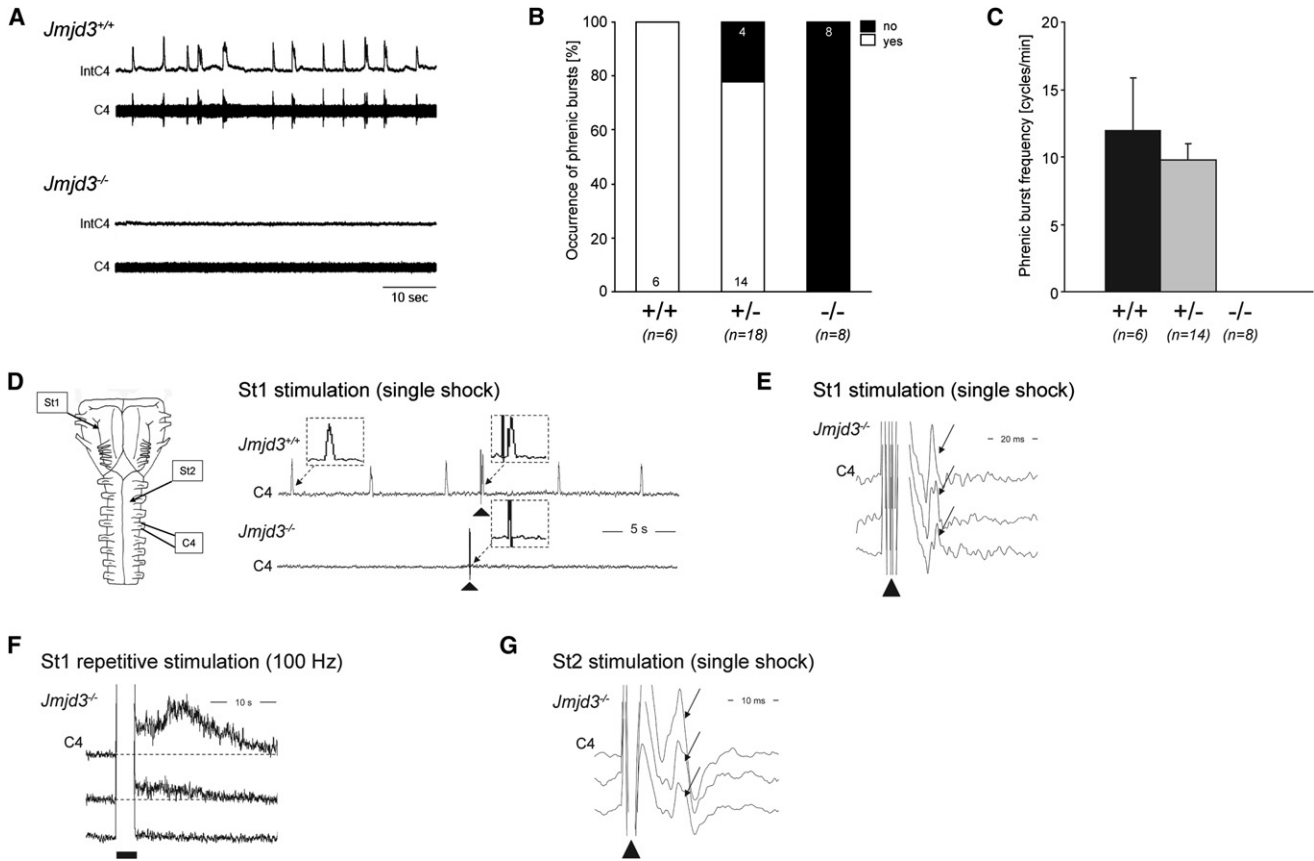 A
Jmjd3+/+
IntC4
C4
Jmjd3-/-
IntC4
C4
10 sec
B
Occurrence of phrenic bursts [%]
100
80
60
40
20
0
4
8
6
14
no
yes
+/+
+/-
-/-
(n=6)
(n=18)
(n=8)
C
Phrenic burst frequency [cycles/min]
20
15
10
5
0
+/+
+/-
-/-
(n=6)
(n=14)
(n=8)
D
St1
St2
C4
St1 stimulation (single shock)
Jmjd3+/+
C4
Jmjd3-/-
5 s
C4
E
St1 stimulation (single shock)
Jmjd3-/-
20 ms
C4
F
St1 repetitive stimulation (100 Hz)
Jmjd3-/-
10 s
C4
G
St2 stimulation (single shock)
Jmjd3-/-
10 ms
C4